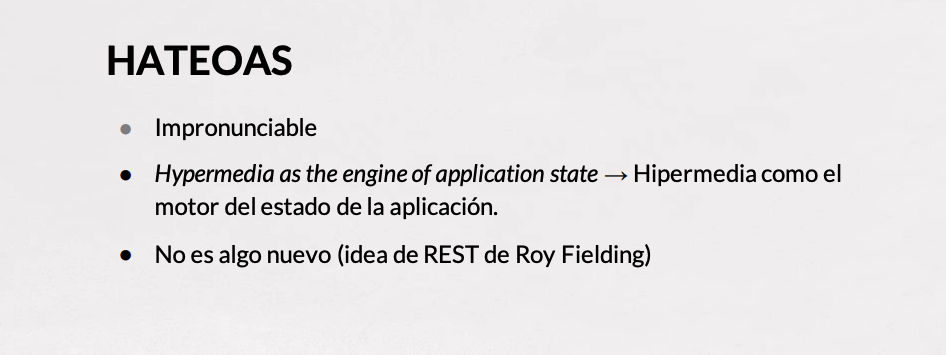 HATEOAS
● Impronunciable
● Hypermedia as the engine of application state → Hipermedia como el
motor del estado de la aplicación.
● No es algo nuevo (idea de REST de Roy Fielding)